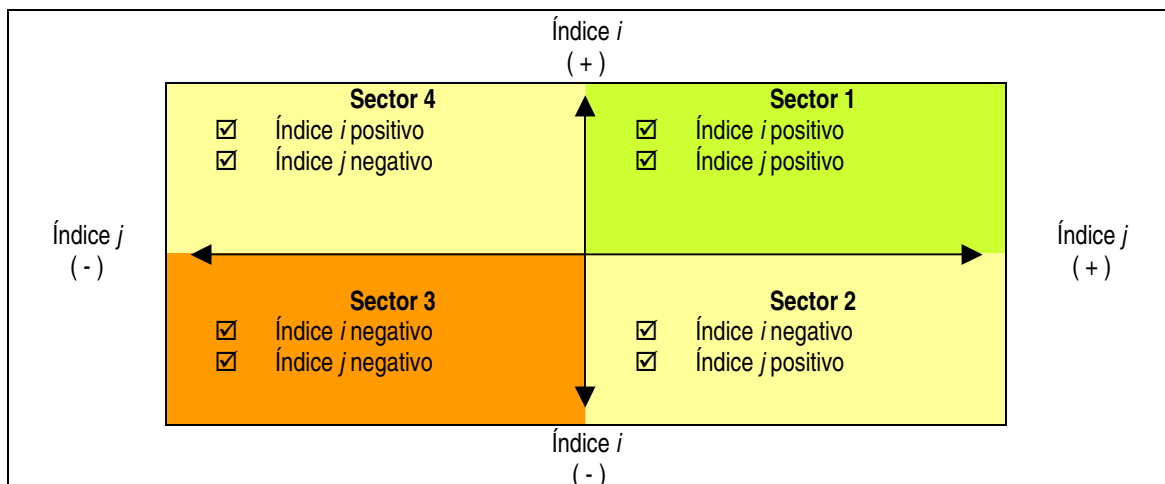 Índice i
( + )
Sector 4
☑ Índice i positivo
☑ Índice j negativo
Sector 1
☑ Índice i positivo
☑ Índice j positivo
Índice j
( - )
Índice j
( + )
Sector 3
☑ Índice i negativo
☑ Índice j negativo
Sector 2
☑ Índice i negativo
☑ Índice j positivo
Índice i
( - )